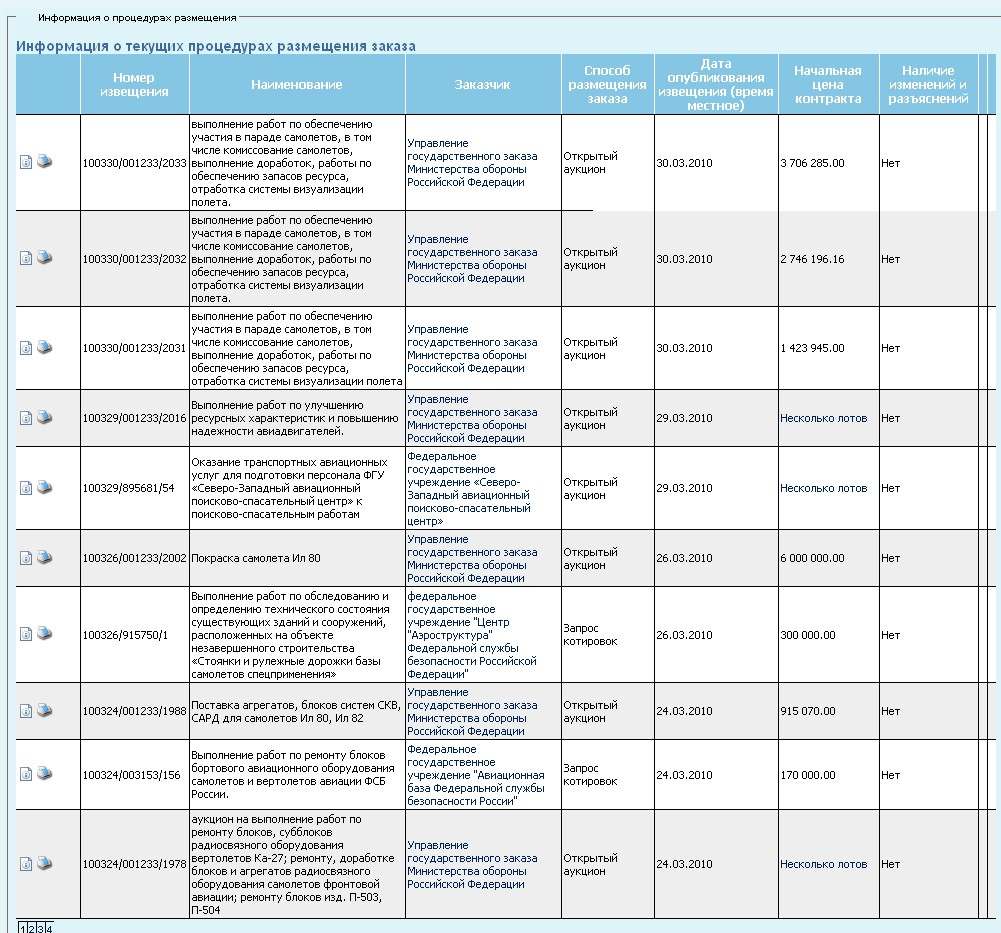 Информация о процедурах размещения
Информация о текущих процедурах размещения заказа
Номер
извещения
Наименование
Заказчик
Способ
размещения
заказа
Дата
опубликования
извещения (время
местное)
Начальная
цена
контракта
Наличие
изменений и
разъяснений
100330/001233/2033
выполнение работ по обеспечению
участия в параде самолетов, в том
числе комиссование самолетов,
выполнение доработок, работы по
обеспечению запасов ресурса,
отработка системы визуализации
полета.
Управление
государственного заказа
Министерства обороны
Российской Федерации
Открытый
аукцион
30.03.2010
3 706 285.00
Нет
100330/001233/2032
выполнение работ по обеспечению
участия в параде самолетов, в том
числе комиссование самолетов,
выполнение доработок, работы по
обеспечению запасов ресурса,
отработка системы визуализации
полета.
Управление
государственного заказа
Министерства обороны
Российской Федерации
Открытый
аукцион
30.03.2010
2 746 196.16
Нет
100330/001233/2031
выполнение работ по обеспечению
участия в параде самолетов, в том
числе комиссование самолетов,
выполнение доработок, работы по
обеспечению запасов ресурса,
отработка системы визуализации полета
Управление
государственного заказа
Министерства обороны
Российской Федерации
Открытый
аукцион
30.03.2010
1 423 945.00
Нет
100329/001233/2016
Выполнение работ по улучшению
ресурсных характеристик и повышению
надежности авиадвигателей.
Управление
государственного заказа
Министерства обороны
Российской Федерации
Открытый
аукцион
29.03.2010
Несколько лотов
Нет
100329/895681/54
Оказание транспортных авиационных
услуг для подготовки персонала ФГУ
«Северо-Западный авиационный
поисково-спасательный центр» к
поисково-спасательным работам
Федеральное
государственное
учреждение «Северо-
Западный авиационный
поисково-спасательный
центр»
Открытый
аукцион
29.03.2010
Несколько лотов
Нет
100326/001233/2002
Покраска самолета Ил 80
Управление
государственного заказа
Министерства обороны
Российской Федерации
Открытый
аукцион
26.03.2010
6 000 000.00
Нет
100326/915750/1
Выполнение работ по обследованию и
определению технического состояния
существующих зданий и сооружений,
расположенных на объекте
незавершенного строительства
«Стоянки и рулежные дорожки базы
самолетов спецприменения»
федеральное
государственное
учреждение "Центр
"Аэроструктура"
Федеральной службы
безопасности Российской
Федерации"
Запрос
котировок
26.03.2010
300 000.00
Нет
100324/001233/1988
Поставка агрегатов, блоков систем СКВ,
САРД для самолетов Ил 80, Ил 82
Управление
государственного заказа
Министерства обороны
Российской Федерации
Открытый
аукцион
24.03.2010
915 070.00
Нет
100324/003153/156
Выполнение работ по ремонту блоков
бортового авиационного оборудования
самолетов и вертолетов авиации ФСБ
России.
Федеральное
государственное
учреждение "Авиационная
база Федеральной службы
безопасности России"
Запрос
котировок
24.03.2010
170 000.00
Нет
100324/001233/1978
аукцион на выполнение работ по
ремонту блоков, субблоков
радиосвязного оборудования
вертолетов Ка-27; ремонту, доработке
блоков и агрегатов радиосвязного
оборудования самолетов фронтовой
авиации; ремонту блоков изд. П-503,
П-504
Управление
государственного заказа
Министерства обороны
Российской Федерации
Открытый
аукцион
24.03.2010
Несколько лотов
Нет
1 2 3 4